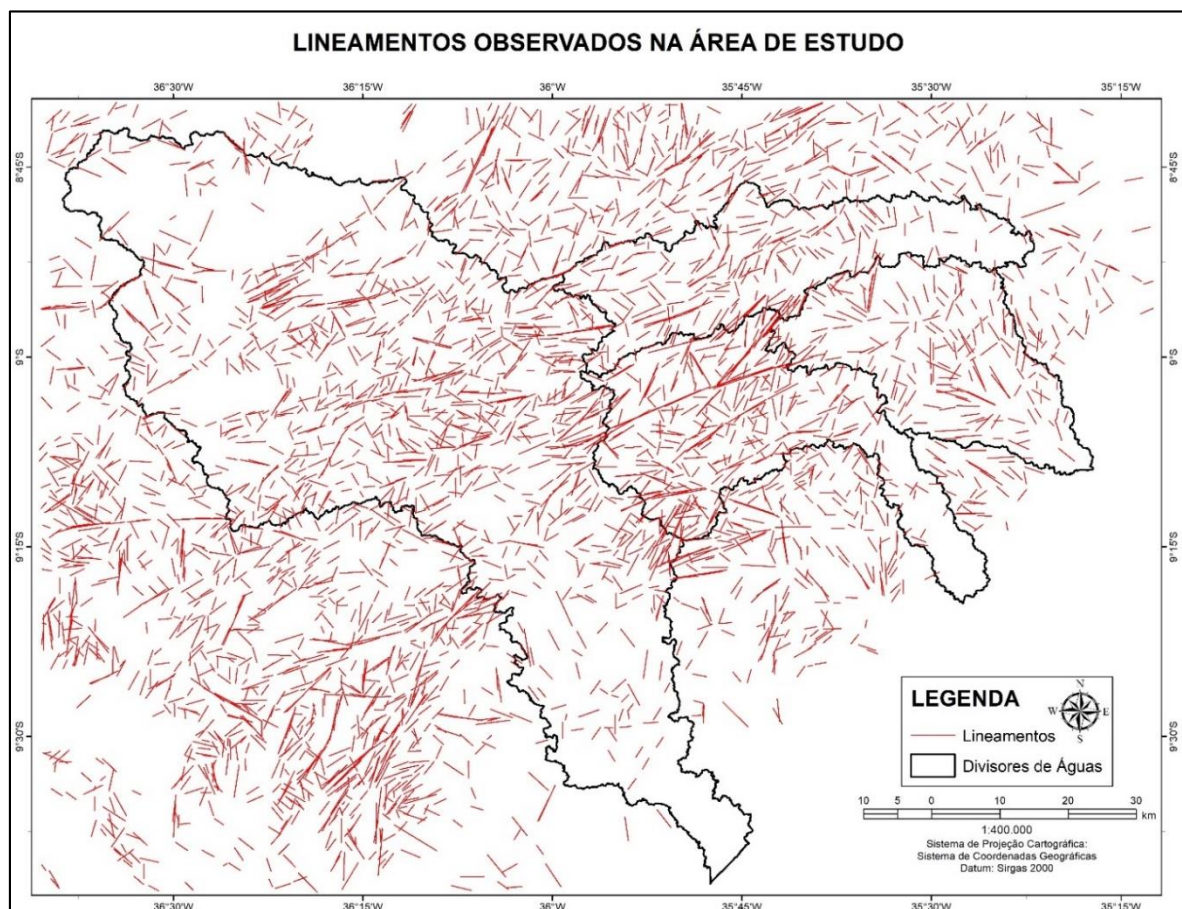 LINEAMENTOS OBSERVADOS NA ÁREA DE ESTUDO
36°30'W 36°15'W 36°W 35°45'W 35°30'W 35°15'W
8°45'S 8°45'S
9°S 9°S
9°15'S 9°15'S
9°30'S 9°30'S
LEGENDA
N
W E
S
Lineamentos
Divisores de Águas
10 5 0 10 20 30
km
1:400.000
Sistema de Projeção Cartográfica:
Sistema de Coordenadas Geográficas
Datum: Sirgas 2000
36°30'W 36°15'W 36°W 35°45'W 35°30'W 35°15'W